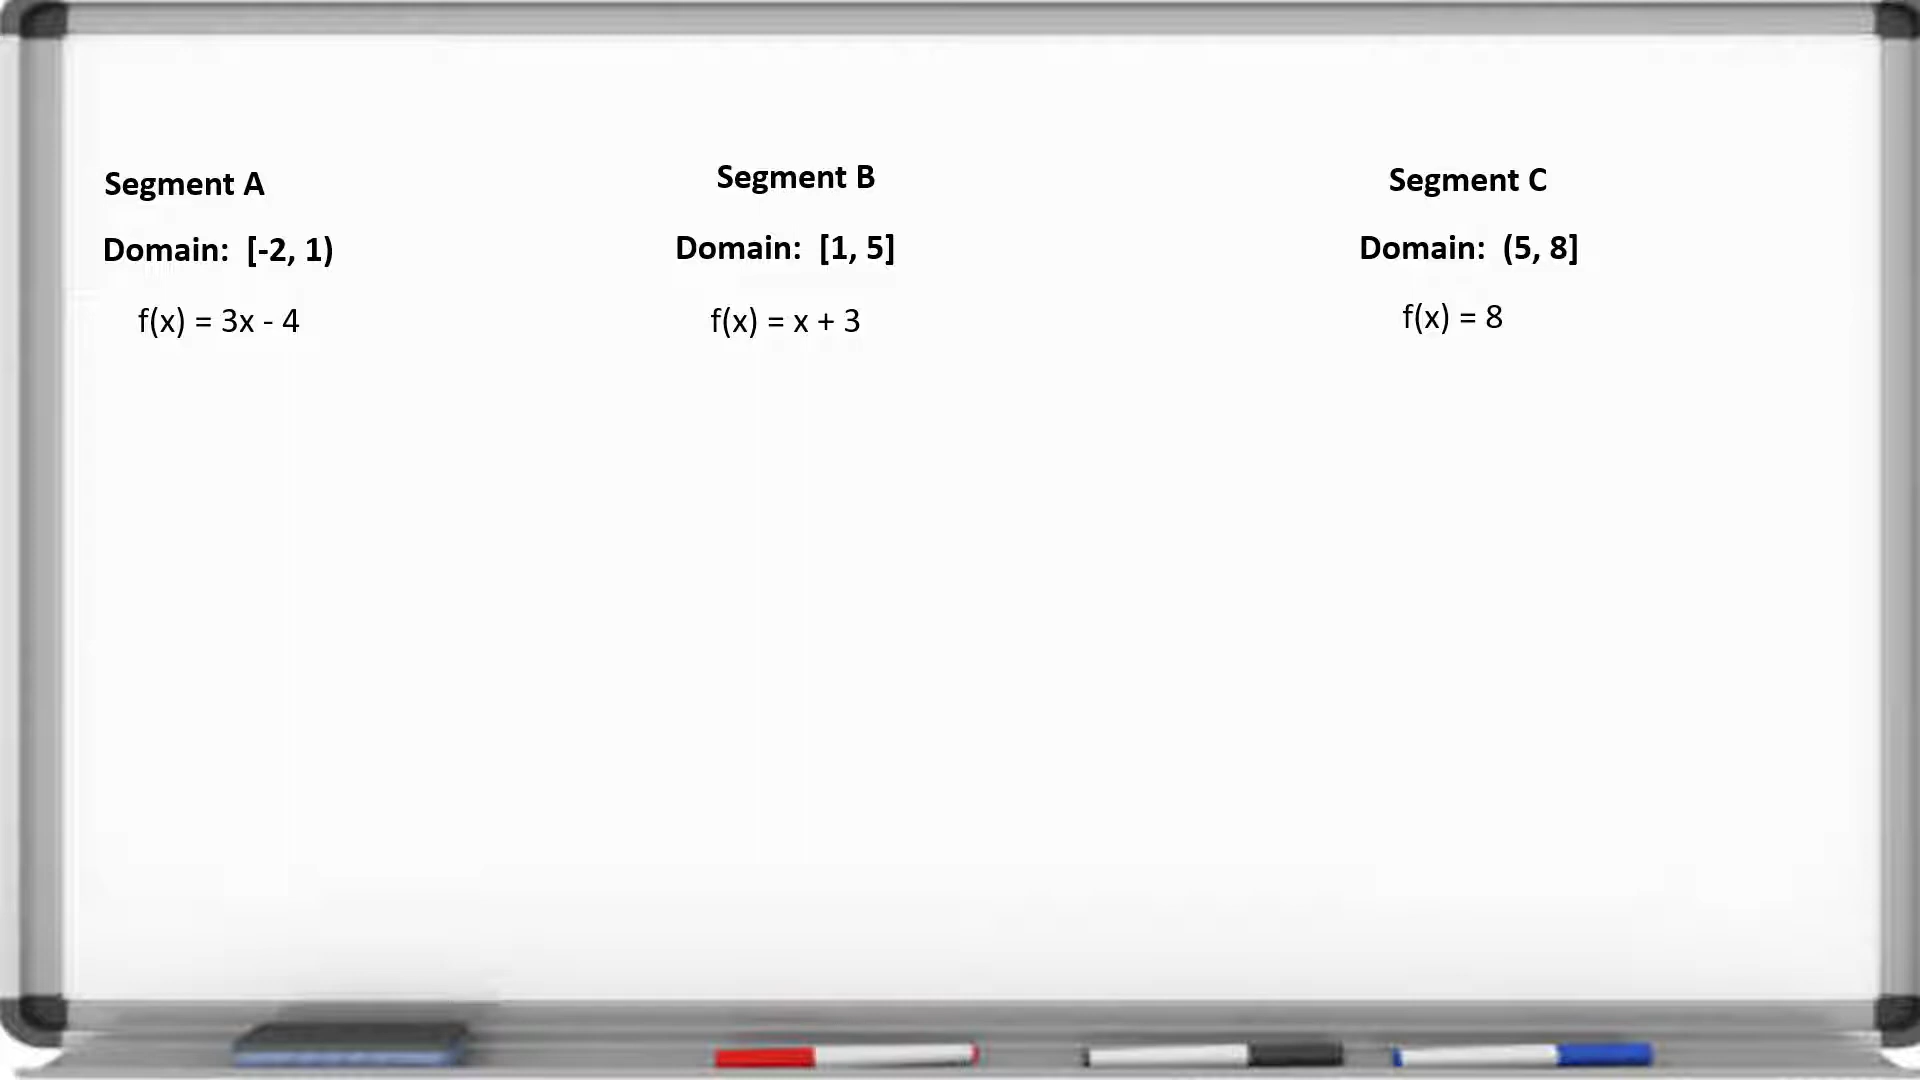 Segment A
Domain:  [-2, 1)
f(x) = 3x - 4
Segment B
Domain:  [1, 5]
f(x) = x + 3
Segment C
Domain:  (5, 8]
f(x) = 8